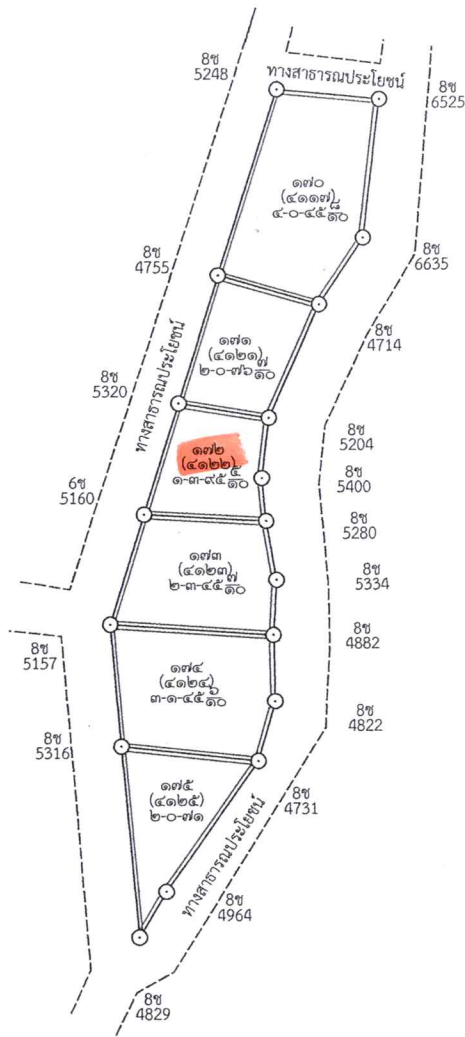 8ช
5248
ทางสาธารณประโยชน์
8ช
6525
๑๗๐
(๔๑๑๗)
๔-๐-๔๕ ๘/๑๐
8ช
6635
8ช
4755
8ช
4714
๑๗๑
(๔๑๒๑)
๒-๐-๗๖ ๗/๑๐
ทางสาธารณประโยชน์
8ช
5320
8ช
5204
๑๗๒
(๔๑๒๒)
๑-๓-๙๕ ๕/๑๐
8ช
5400
6ช
5160
8ช
5280
๑๗๓
(๔๑๒๓)
๒-๓-๔๕ ๗/๑๐
8ช
5334
8ช
4882
8ช
5157
๑๗๔
(๔๑๒๔)
๓-๑-๔๕ ๖/๑๐
8ช
4822
8ช
5316
๑๗๕
(๔๑๒๕)
๒-๐-๗๑
8ช
4731
ทางสาธารณประโยชน์
8ช
4964
8ช
4829